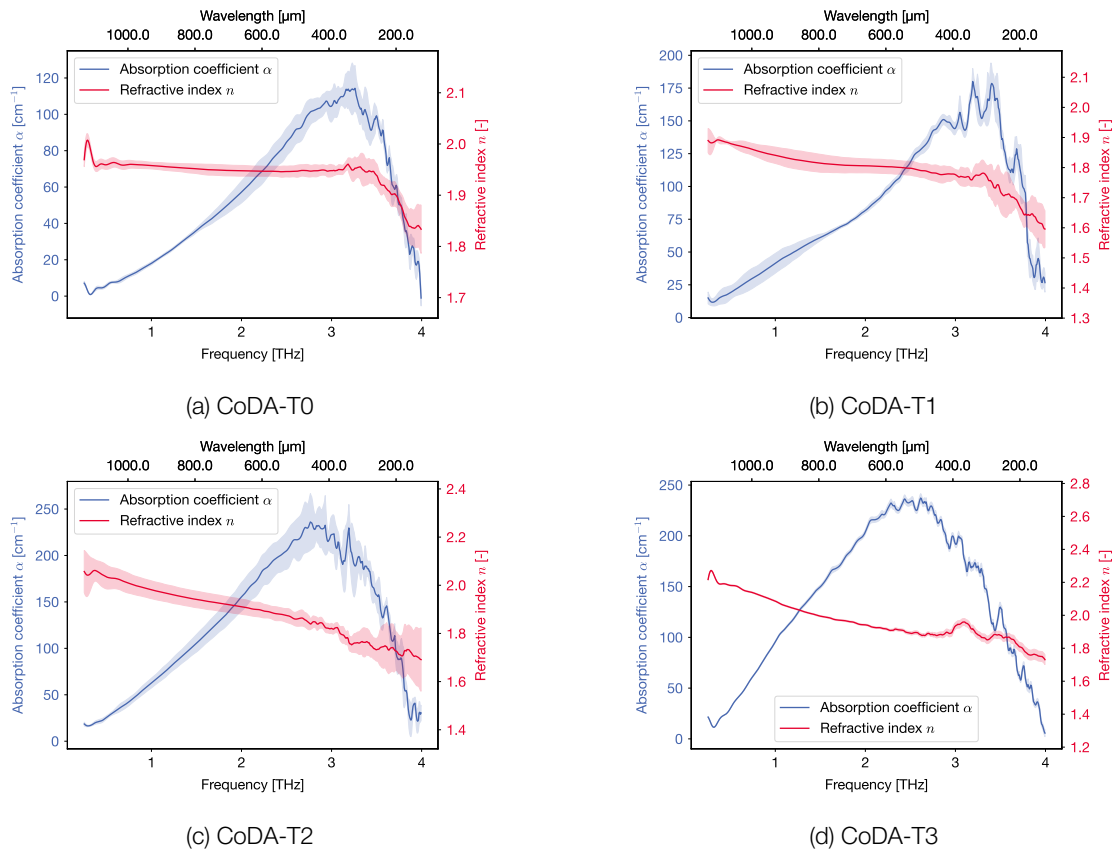 Wavelength [µm]
1000.0 800.0 600.0 400.0 200.0
Absorption coefficient α
Refractive index n
Absorption coefficient α [cm⁻¹]
120
100
80
60
40
20
0
2.1
2.0
1.9
1.8
1.7
Refractive index n [-]
1 2 3 4
Frequency [THz]
(a) CoDA-T0
Wavelength [µm]
1000.0 800.0 600.0 400.0 200.0
Absorption coefficient α
Refractive index n
Absorption coefficient α [cm⁻¹]
200
175
150
125
100
75
50
25
0
2.1
2.0
1.9
1.8
1.7
1.6
1.5
1.4
1.3
Refractive index n [-]
1 2 3 4
Frequency [THz]
(b) CoDA-T1
Wavelength [µm]
1000.0 800.0 600.0 400.0 200.0
Absorption coefficient α
Refractive index n
Absorption coefficient α [cm⁻¹]
250
200
150
100
50
0
2.4
2.2
2.0
1.8
1.6
1.4
Refractive index n [-]
1 2 3 4
Frequency [THz]
(c) CoDA-T2
Wavelength [µm]
1000.0 800.0 600.0 400.0 200.0
Absorption coefficient α [cm⁻¹]
250
200
150
100
50
0
2.8
2.6
2.4
2.2
2.0
1.8
1.6
1.4
1.2
Refractive index n [-]
Absorption coefficient α
Refractive index n
1 2 3 4
Frequency [THz]
(d) CoDA-T3